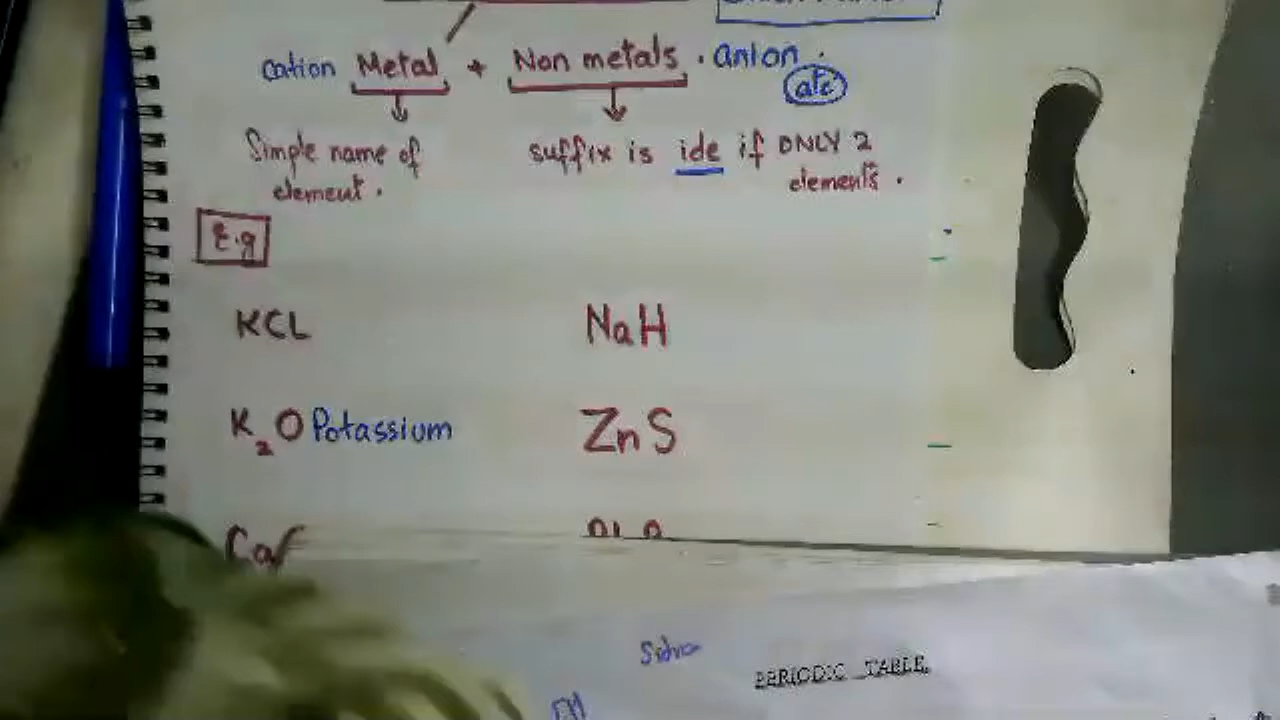 cation Metal + Non metals . anion .
ate
Simple name of
element .
suffix is ide if ONLY 2
elements .
E.g
KCL
NaH
K2O Potassium
ZnS
PERIODIC TABLE